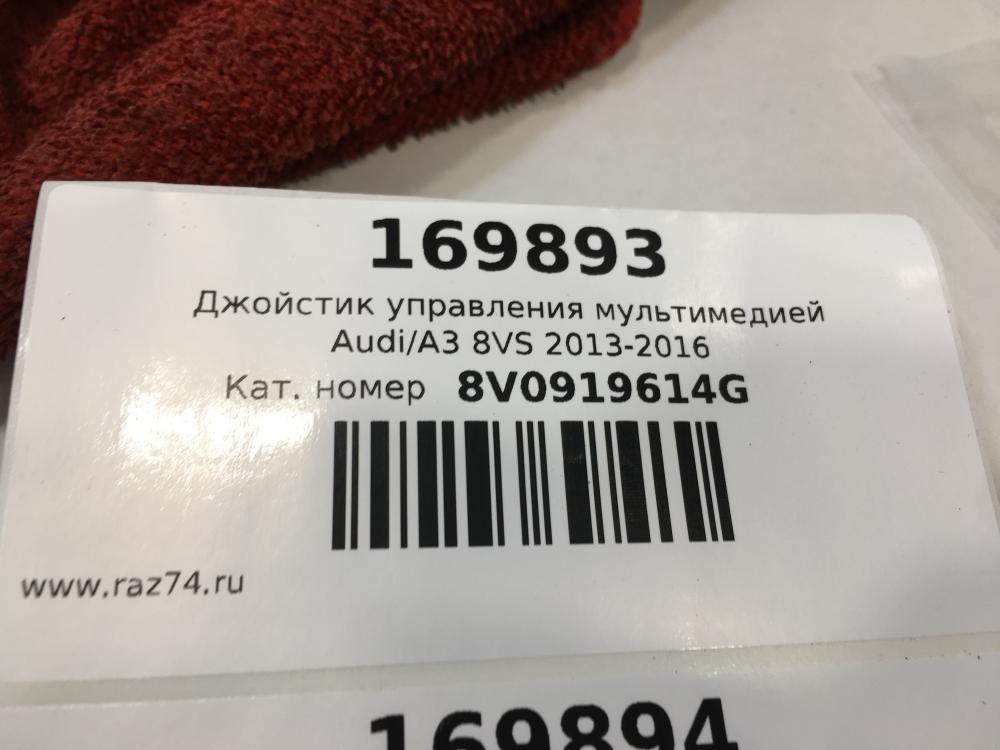 169893
Джойстик управления мультимедией
Audi/A3 8VS 2013-2016
Кат. номер 8V0919614G
www.raz74.ru
169894